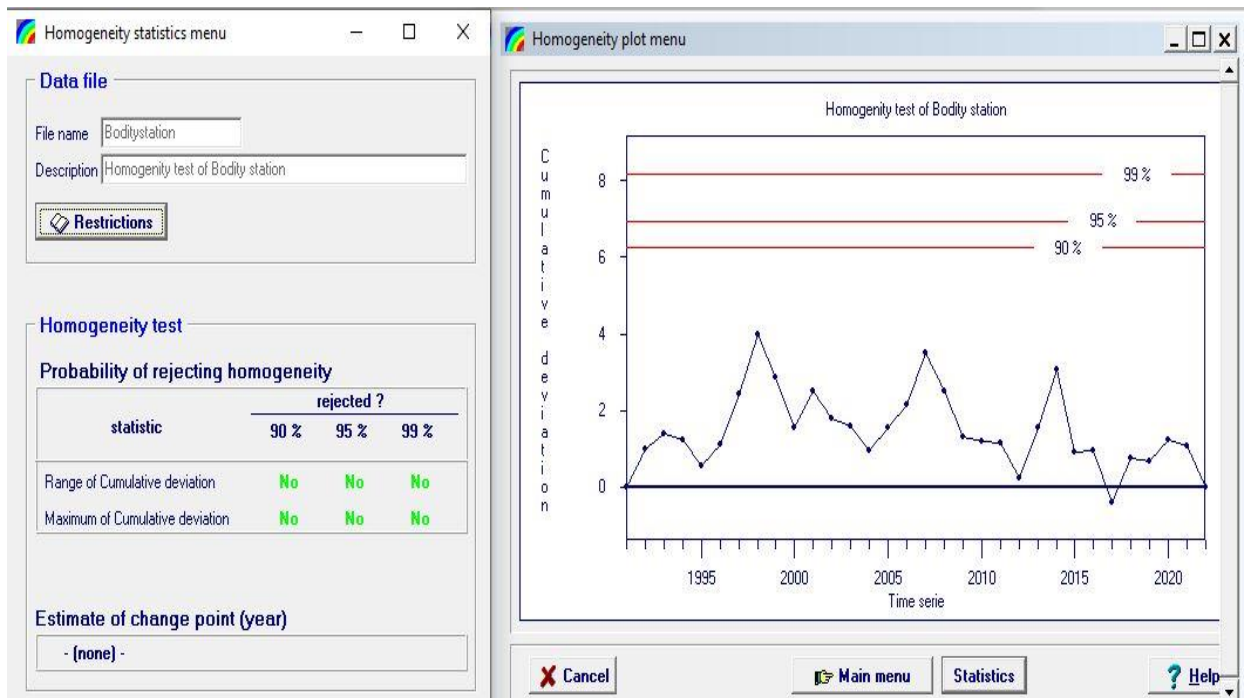 Homogeneity statistics menu
Data file
File name Boditystation
Description Homogenity test of Bodity station
Restrictions
Homogeneity test
Probability of rejecting homogeneity
rejected ?
statistic 90 % 95 % 99 %
Range of Cumulative deviation No No No
Maximum of Cumulative deviation No No No
Estimate of change point (year)
- (none) -
Homogeneity plot menu
Homogenity test of Bodity station
Cumulative deviation
8
6
4
2
0
99 %
95 %
90 %
1995 2000 2005 2010 2015 2020
Time serie
Cancel Main menu Statistics Help